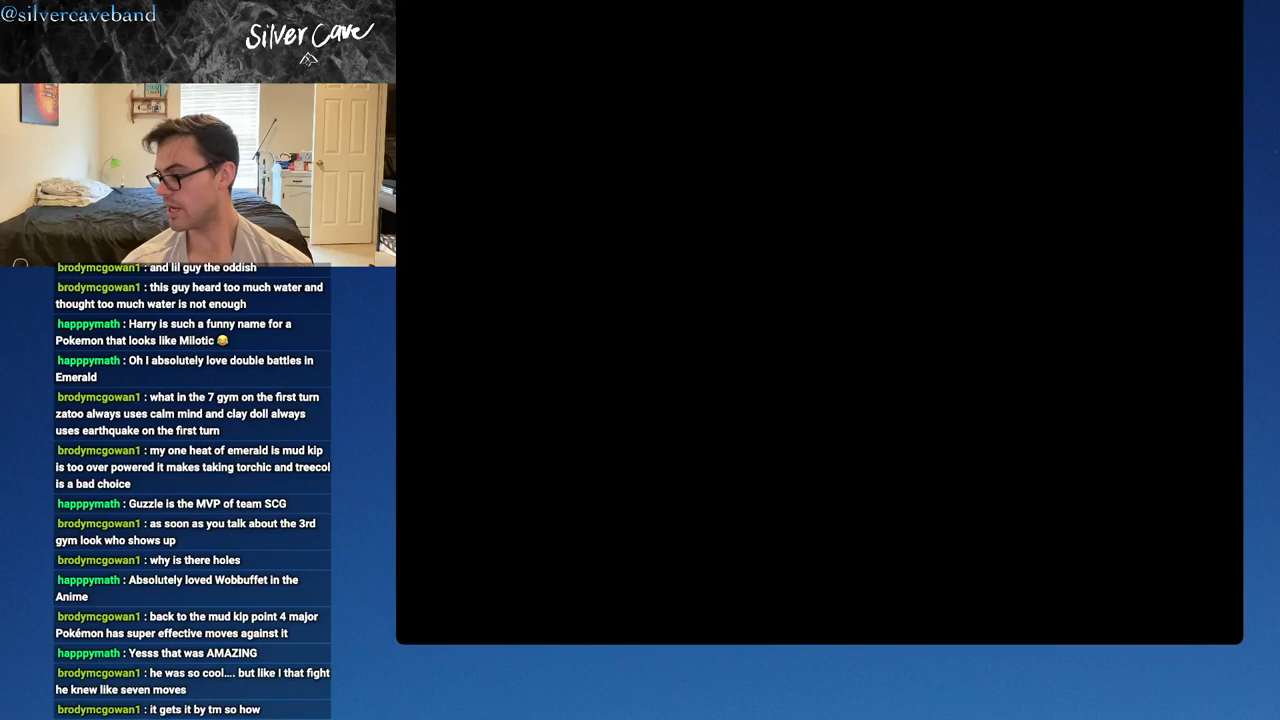 @silvercaveband
Silver Cave
brodymcgowan1 : and lil guy the oddish
brodymcgowan1 : this guy heard too much water and
thought too much water is not enough
happpymath : Harry is such a funny name for a
Pokemon that looks like Milotic 😂
happpymath : Oh I absolutely love double battles in
Emerald
brodymcgowan1 : what in the 7 gym on the first turn
zatoo always uses calm mind and clay doll always
uses earthquake on the first turn
brodymcgowan1 : my one heat of emerald is mud kip
is too over powered it makes taking torchic and treecol
is a bad choice
happpymath : Guzzle is the MVP of team SCG
brodymcgowan1 : as soon as you talk about the 3rd
gym look who shows up
brodymcgowan1 : why is there holes
happpymath : Absolutely loved Wobbuffet in the
Anime
brodymcgowan1 : back to the mud kip point 4 major
Pokémon has super effective moves against it
happpymath : Yesss that was AMAZING
brodymcgowan1 : he was so cool.... but like I that fight
he knew like seven moves
brodymcgowan1 : it gets it by tm so how